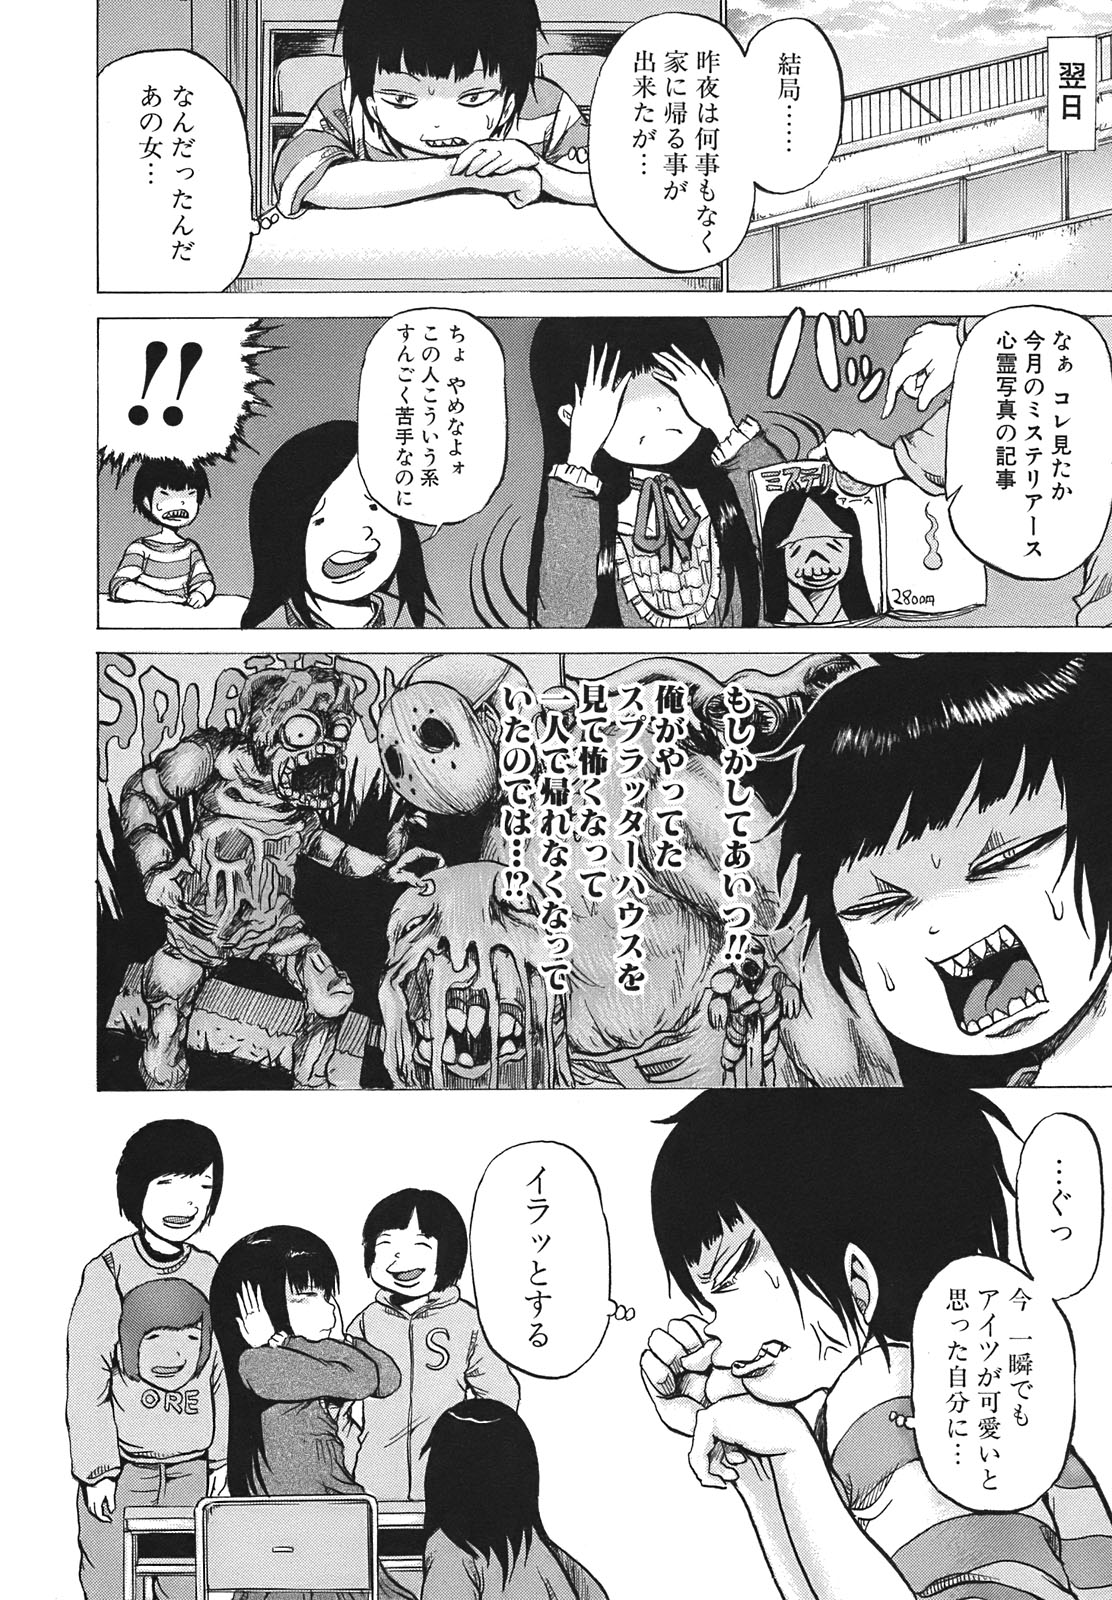 翌日
結局……
昨夜は何事もなく
家に帰る事が
出来たが…
なんだったんだ
あの女…
なぁ コレ見たか
今月のミステリアース
心霊写真の記事
バッ
ミステリ
アース
2800円
ちょ やめなよォ
この人こういう系
すんごく苦手なのに
!!
もしかしてあいつ!!
俺がやってた
スプラッターハウスを
見て怖くなって
一人で帰れなくなって
いたのでは…!?
…ぐっ
今 一瞬でも
アイツが可愛いと
思った自分に…
イラッとする
S
ORE